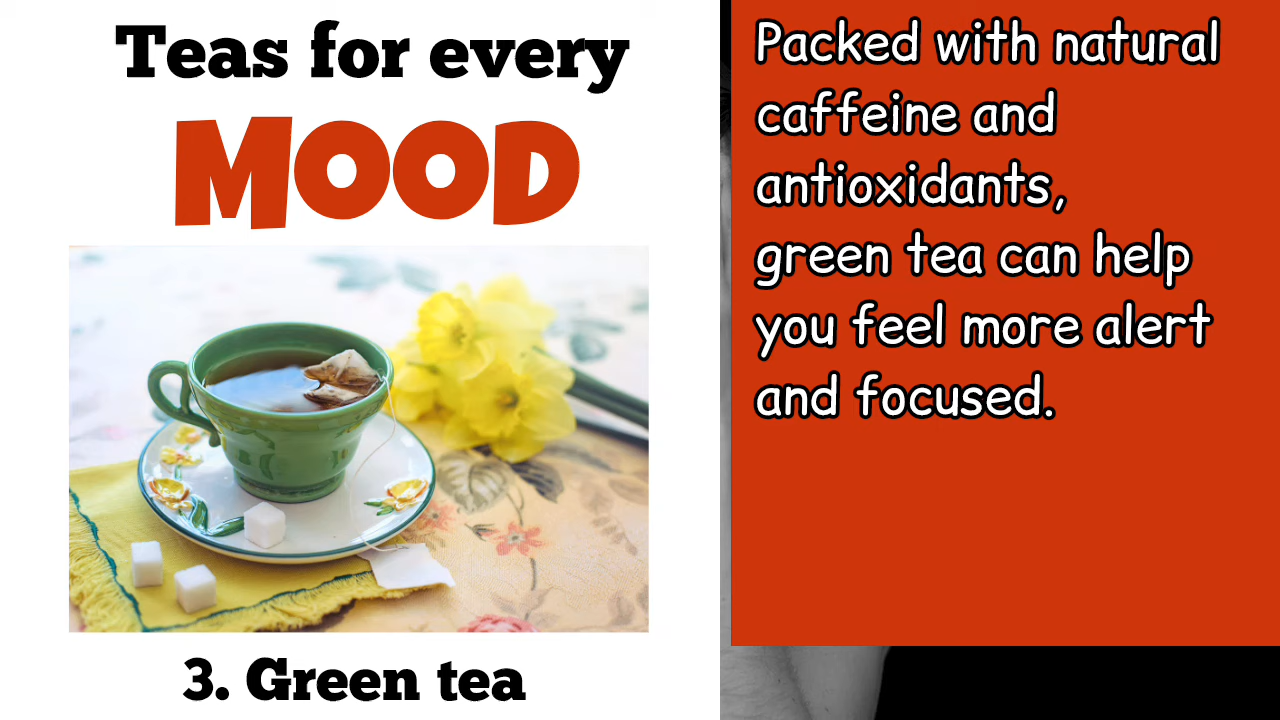 Teas for every
MOOD
3. Green tea
Packed with natural
caffeine and
antioxidants,
green tea can help
you feel more alert
and focused.